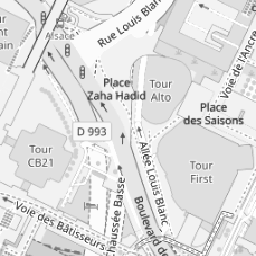 Rue Louis Blanc
Alsace
Place
Zaha Hadid
Tour
Alto
Voie de l'Ancre
Place
des Saisons
D 993
Tour
CB21
Allée Louis Blanc
Tour
First
Voie des Bâtisseurs
Chaussée Basse
Boulevard de